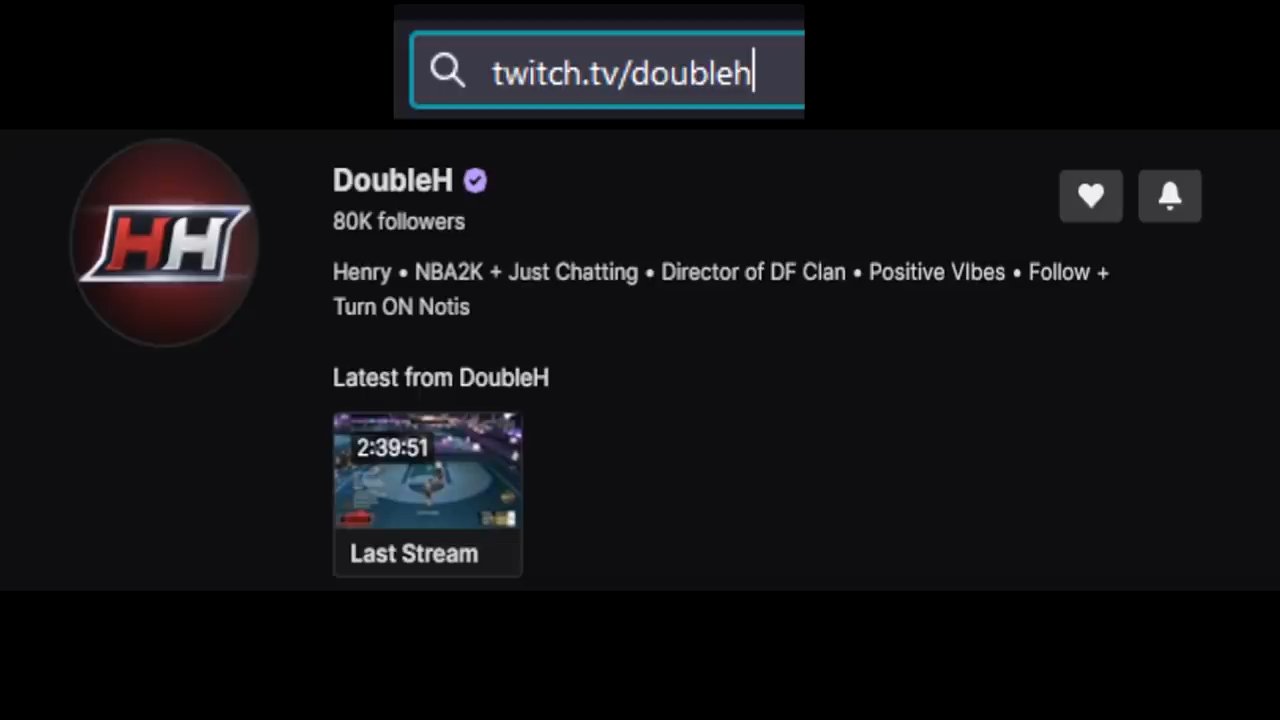 twitch.tv/doubleh
HH
DoubleH
80K followers
Henry • NBA2K + Just Chatting • Director of DF Clan • Positive VIbes • Follow +
Turn ON Notis
Latest from DoubleH
2:39:51
Last Stream